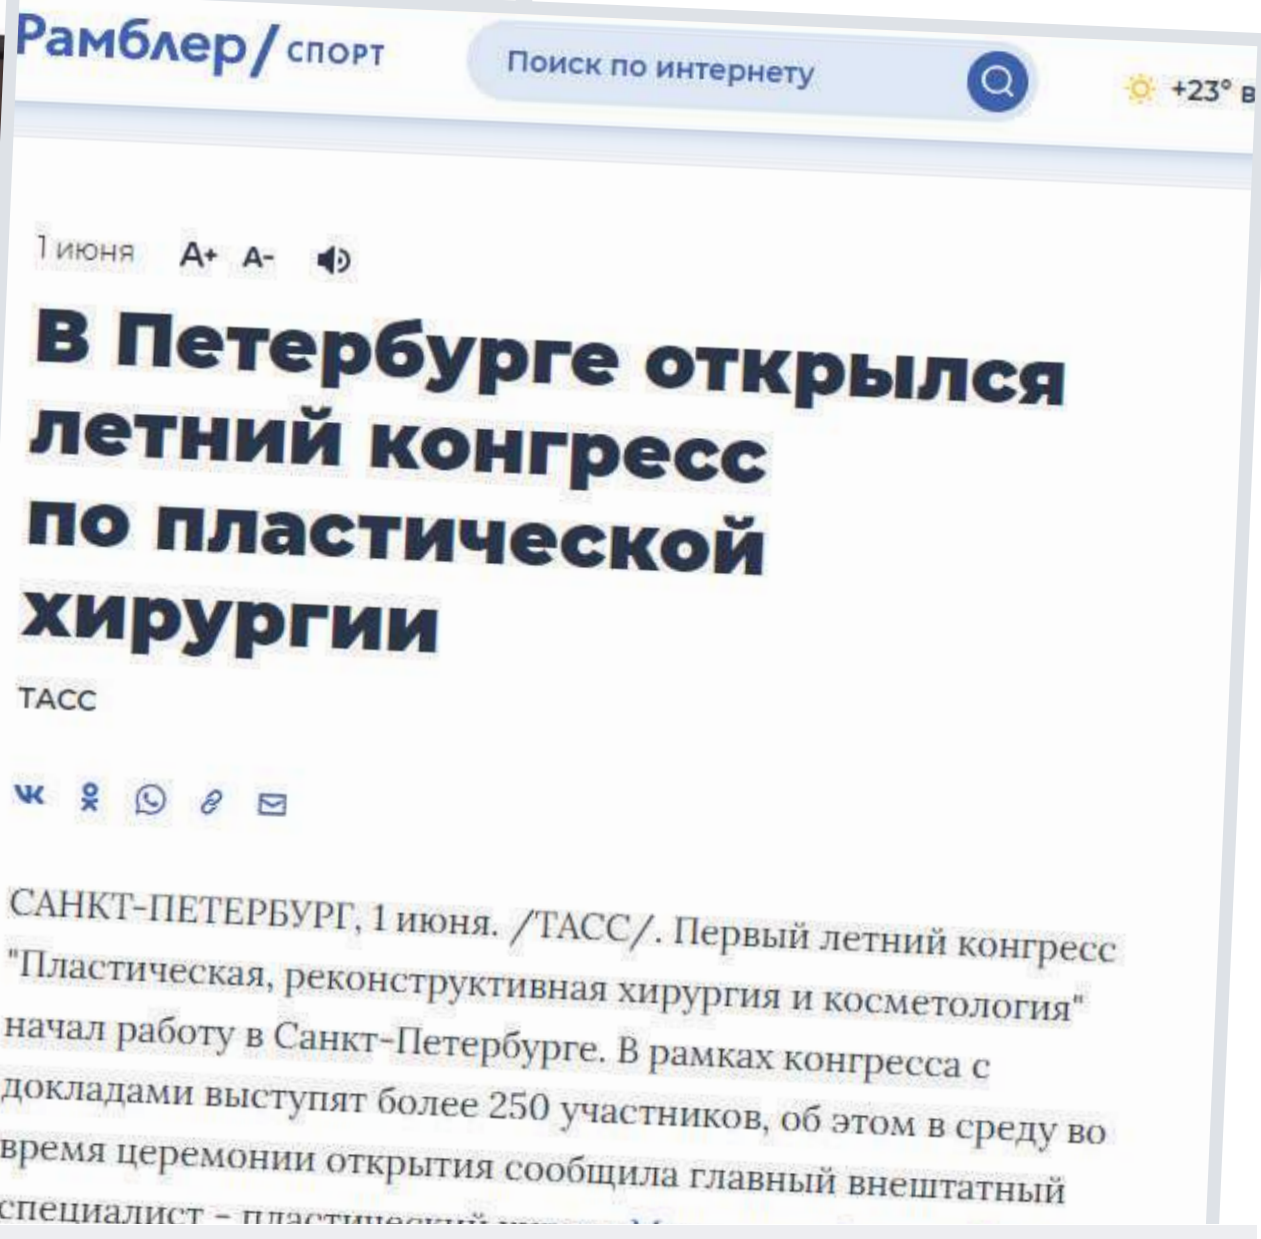 Рамблер/ СПОРТ
Поиск по интернету
+23°
1 июня A+ A-
В Петербурге открылся
летний конгресс
по пластической
хирургии
ТАСС
САНКТ-ПЕТЕРБУРГ, 1 июня. /ТАСС/. Первый летний конгресс
"Пластическая, реконструктивная хирургия и косметология"
начал работу в Санкт-Петербурге. В рамках конгресса с
докладами выступят более 250 участников, об этом в среду во
время церемонии открытия сообщила главный внештатный
специалист - пластический